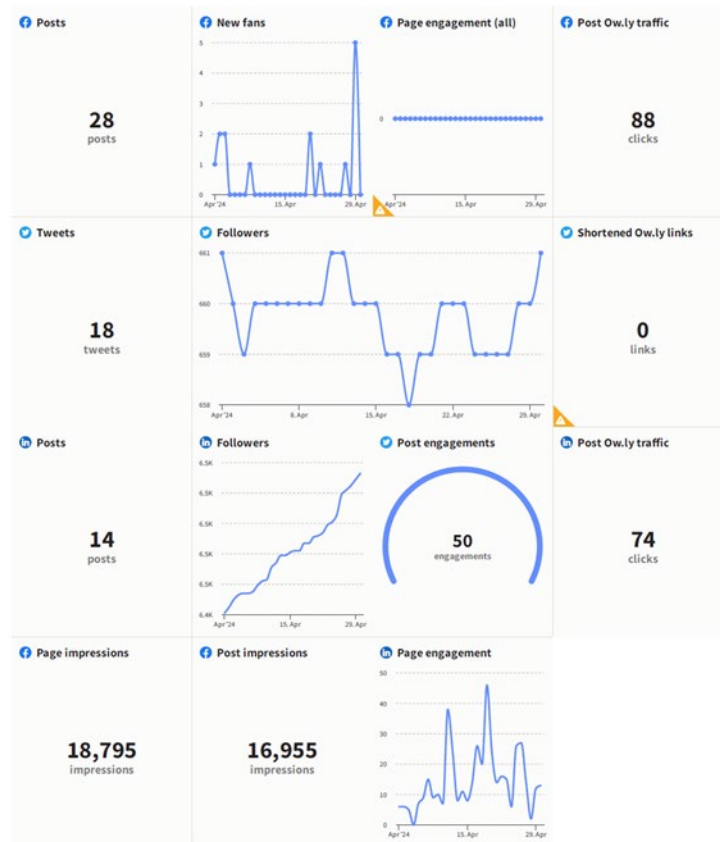 Posts
28
posts
New fans
5
4
3
2
1
0
Apr'24 15. Apr 29. Apr
Page engagement (all)
0
Apr'24 15. Apr 29. Apr
Post Ow.ly traffic
88
clicks
Tweets
18
tweets
Followers
661
660
659
658
Apr'24 8. Apr 15. Apr 22. Apr 29. Apr
Shortened Ow.ly links
0
links
Posts
14
posts
Followers
6.5K
6.5K
6.5K
6.5K
6.5K
6.4K
Apr'24 15. Apr 29. Apr
Post engagements
50
engagements
Post Ow.ly traffic
74
clicks
Page impressions
18,795
impressions
Post impressions
16,955
impressions
Page engagement
50
40
30
20
10
0
Apr'24 15. Apr 29. Apr